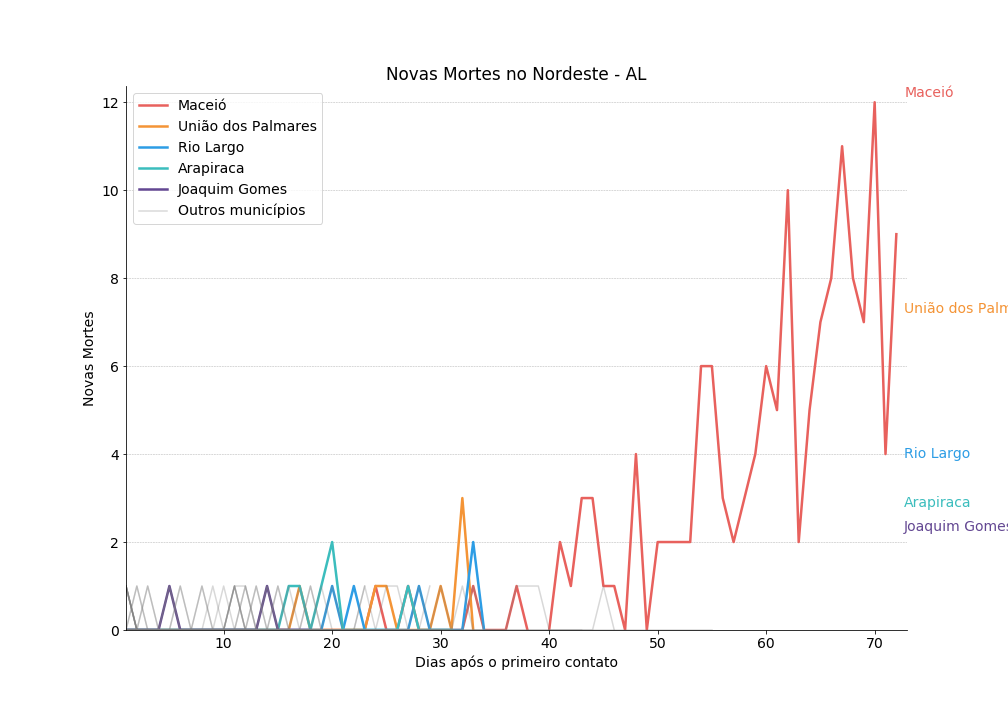 Novas Mortes no Nordeste - AL
Maceió
União dos Palmares
Rio Largo
Arapiraca
Joaquim Gomes
Outros municípios
12
10
8
6
4
2
0
Novas Mortes
10
20
30
40
50
60
70
Dias após o primeiro contato
Maceió
União dos Palm
Rio Largo
Arapiraca
Joaquim Gomes